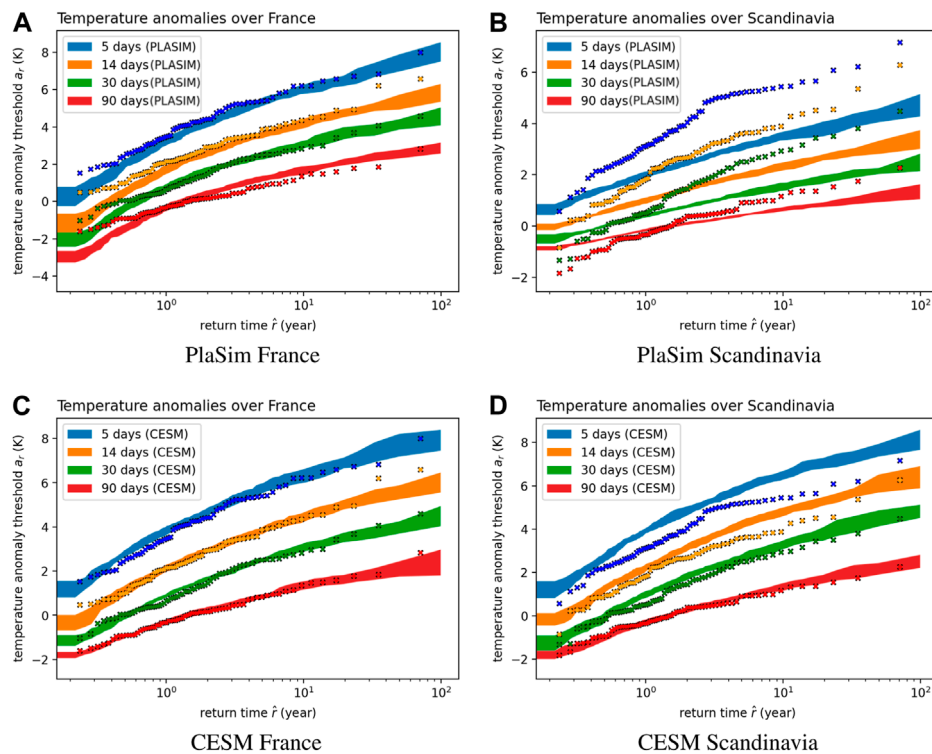 A
Temperature anomalies over France
temperature anomaly threshold a_r (K)
8
6
4
2
0
−2
−4
5 days (PLASIM)
14 days(PLASIM)
30 days(PLASIM)
90 days(PLASIM)
10^0
10^1
10^2
return time r̂ (year)
PlaSim France
B
Temperature anomalies over Scandinavia
temperature anomaly threshold a_r (K)
6
4
2
0
−2
5 days (PLASIM)
14 days(PLASIM)
30 days(PLASIM)
90 days(PLASIM)
10^0
10^1
10^2
return time r̂ (year)
PlaSim Scandinavia
C
Temperature anomalies over France
temperature anomaly threshold a_r (K)
8
6
4
2
0
−2
5 days (CESM)
14 days (CESM)
30 days (CESM)
90 days (CESM)
10^0
10^1
10^2
return time r̂ (year)
CESM France
D
Temperature anomalies over Scandinavia
temperature anomaly threshold a_r (K)
8
6
4
2
0
−2
5 days (CESM)
14 days (CESM)
30 days (CESM)
90 days (CESM)
10^0
10^1
10^2
return time r̂ (year)
CESM Scandinavia